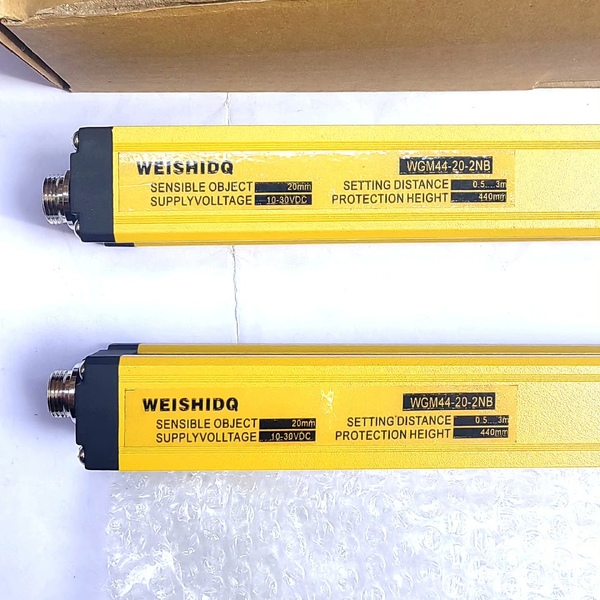 WEISHIDQ WGM44-20-2NB
SENSIBLE OBJECT 20mm SETTING DISTANCE 0.5...3m
SUPPLYVOLLTAGE 10-30VDC PROTECTION HEIGHT 440mm
WEISHIDQ WGM44-20-2NB
SENSIBLE OBJECT 20mm SETTING DISTANCE 0.5...3m
SUPPLYVOLLTAGE 10-30VDC PROTECTION HEIGHT 440mm